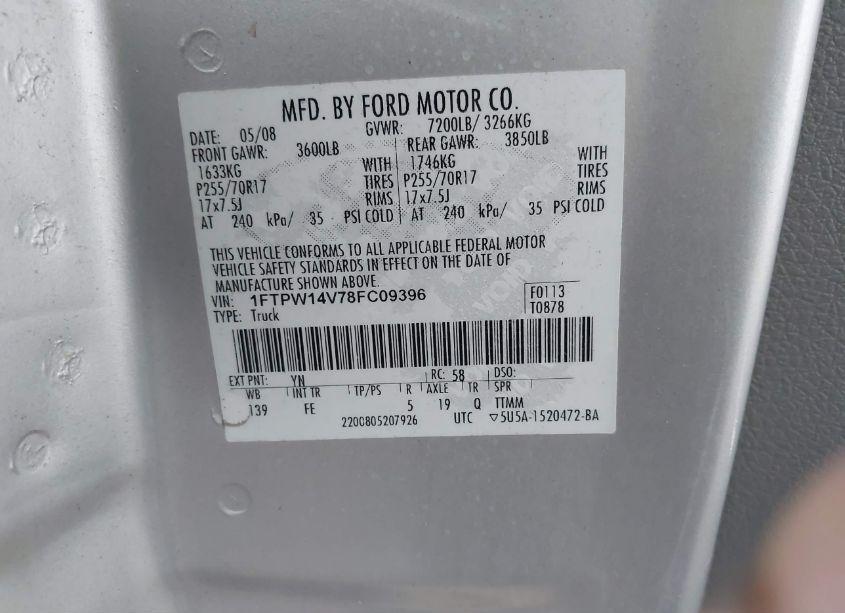 MFD. BY FORD MOTOR CO.
DATE: 05/08 GVWR: 7200LB/ 3266KG
FRONT GAWR: 3600LB REAR GAWR: 3850LB
1633KG WITH 1746KG WITH
P255/70R17 TIRES P255/70R17 TIRES
17x7.5J RIMS 17x7.5J RIMS
AT 240 kPa/ 35 PSI COLD AT 240 kPa/ 35 PSI COLD
THIS VEHICLE CONFORMS TO ALL APPLICABLE FEDERAL MOTOR
VEHICLE SAFETY STANDARDS IN EFFECT ON THE DATE OF
MANUFACTURE SHOWN ABOVE.
VIN: 1FTPW14V78FC09396 F0113
TYPE: Truck T0878
EXT PNT: YN RC: 58 DSO:
WB INT TR TP/PS R AXLE TR SPR
139 FE 5 19 Q TTMM
2200805207926 UTC ▽5U5A-1520472-BA